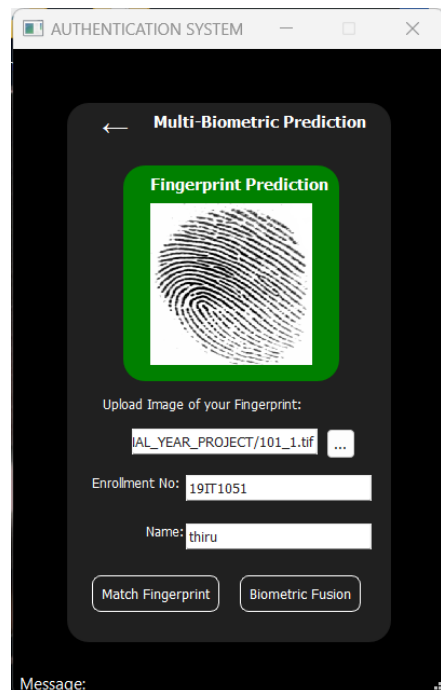 AUTHENTICATION SYSTEM
← Multi-Biometric Prediction
Fingerprint Prediction
Upload Image of your Fingerprint:
IAL_YEAR_PROJECT/101_1.tif ...
Enrollment No: 19IT1051
Name: thiru
Match Fingerprint Biometric Fusion
Message: